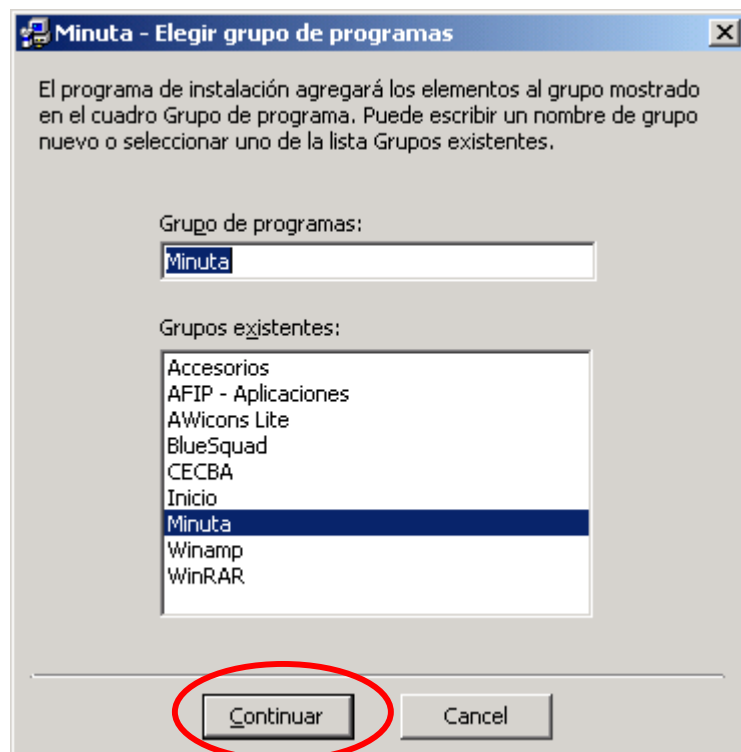 Minuta - Elegir grupo de programas
El programa de instalación agregará los elementos al grupo mostrado
en el cuadro Grupo de programa. Puede escribir un nombre de grupo
nuevo o seleccionar uno de la lista Grupos existentes.
Grupo de programas:
Minuta
Grupos existentes:
Accesorios
AFIP - Aplicaciones
AWicons Lite
BlueSquad
CECBA
Inicio
Minuta
Winamp
WinRAR
Continuar
Cancel